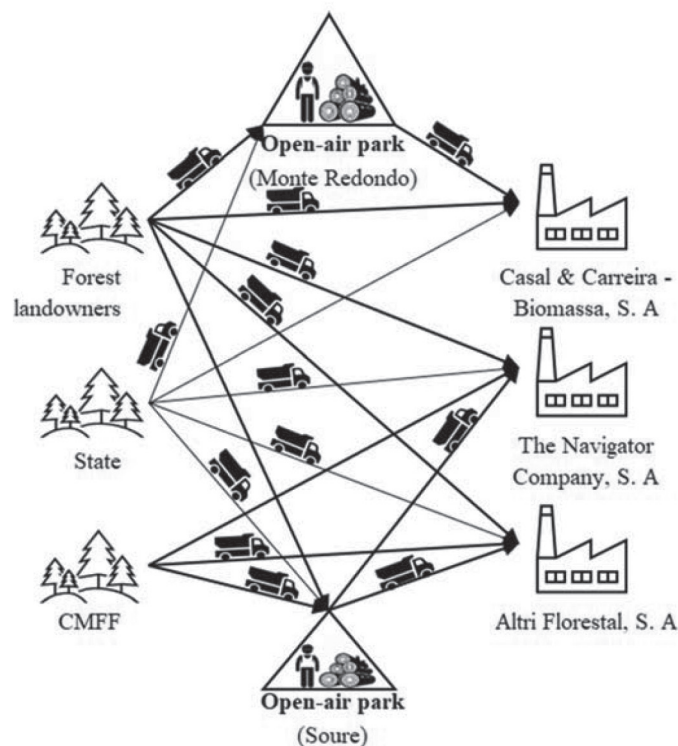 Open-air park
(Monte Redondo)
Forest
landowners
Casal & Carreira -
Biomassa, S. A
State
The Navigator
Company, S. A
CMFF
Altri Florestal, S. A
Open-air park
(Soure)